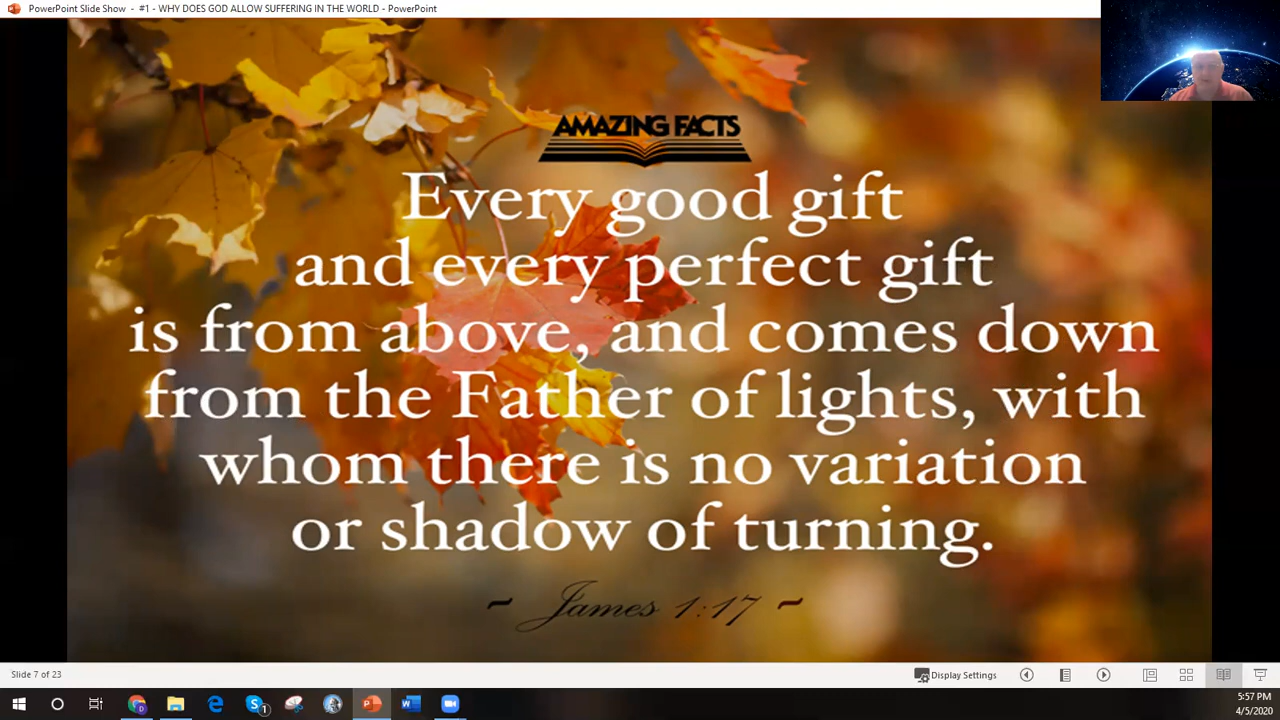 PowerPoint Slide Show - #1 - WHY DOES GOD ALLOW SUFFERING IN THE WORLD - PowerPoint
AMAZING FACTS
Every good gift
and every perfect gift
is from above, and comes down
from the Father of lights, with
whom there is no variation
or shadow of turning.
~ James 1:17 ~
Slide 7 of 23
Display Settings
5:57 PM
4/5/2020